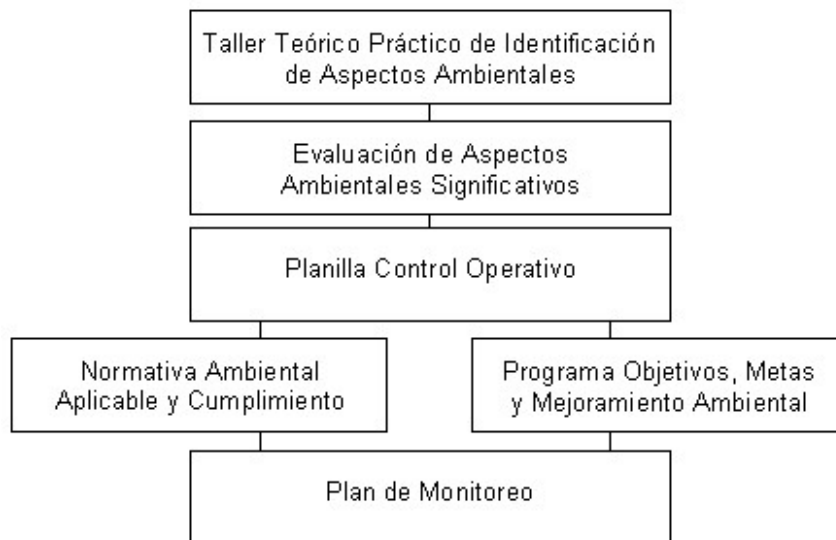 Taller Teórico Práctico de Identificación
de Aspectos Ambientales
Evaluación de Aspectos
Ambientales Significativos
Planilla Control Operativo
Normativa Ambiental
Aplicable y Cumplimiento
Programa Objetivos, Metas
y Mejoramiento Ambiental
Plan de Monitoreo